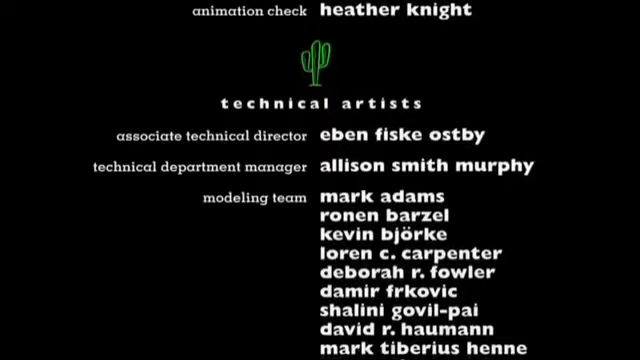 animation check heather knight
technical artists
associate technical director eben fiske ostby
technical department manager allison smith murphy
modeling team mark adams
ronen barzel
kevin björke
loren c. carpenter
deborah r. fowler
damir frkovic
shalini govil-pai
david r. haumann
mark tiberius henne